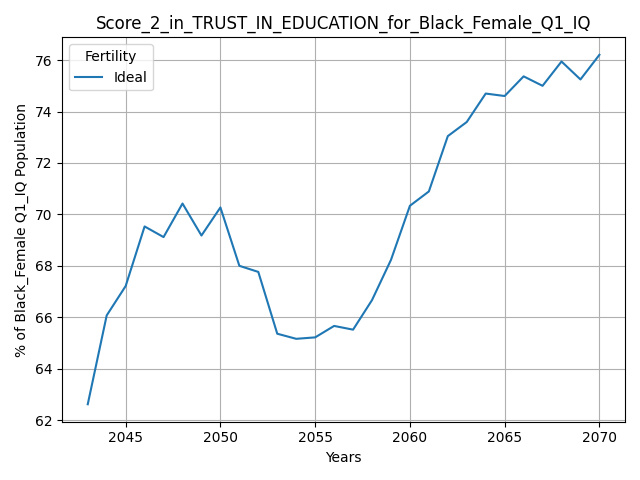 Score_2_in_TRUST_IN_EDUCATION_for_Black_Female_Q1_IQ
Fertility
Ideal
% of Black_Female Q1_IQ Population
76
74
72
70
68
66
64
62
2045 2050 2055 2060 2065 2070
Years